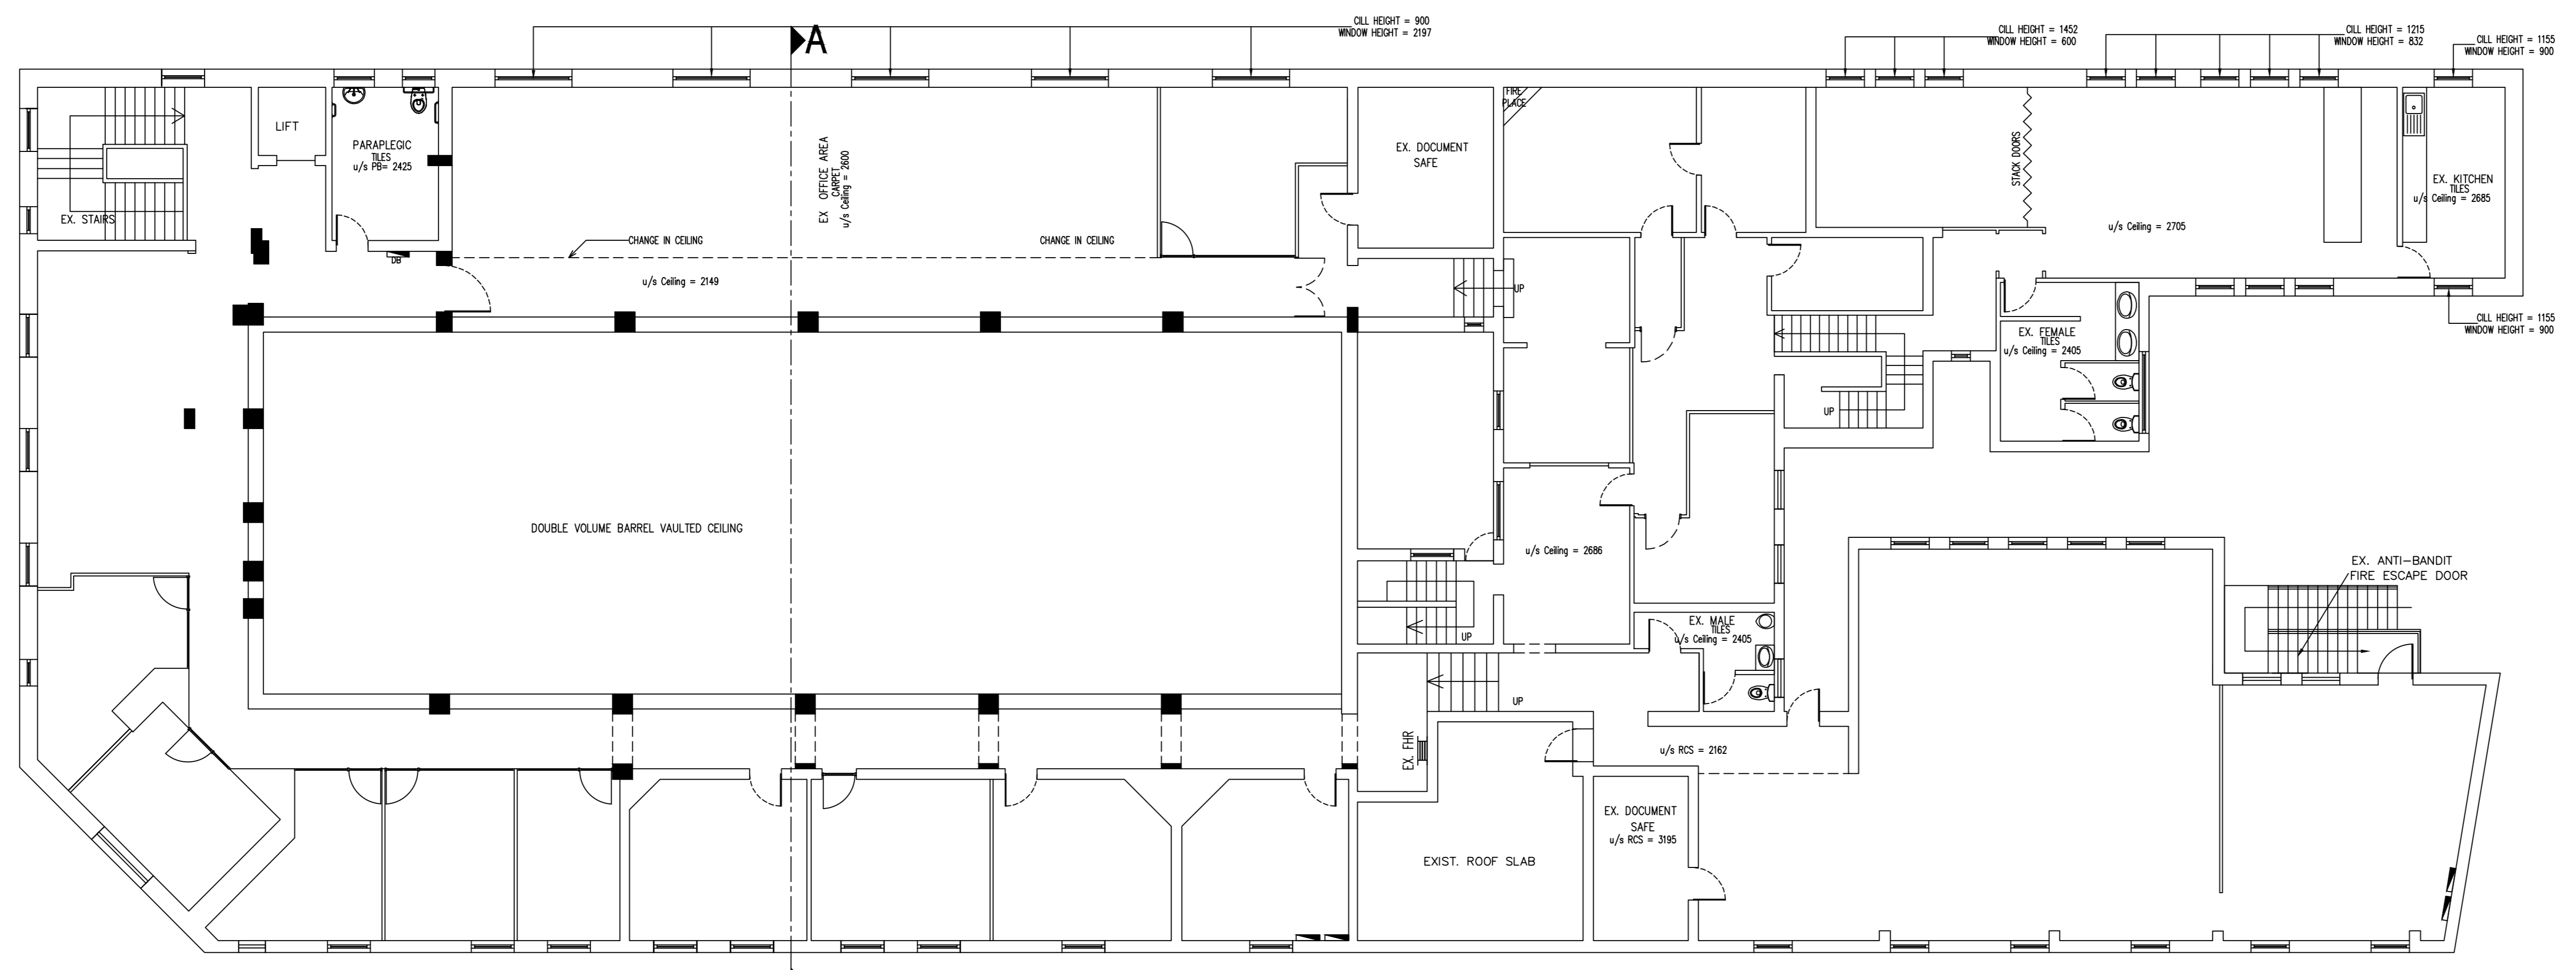 CILL HEIGHT = 900
WINDOW HEIGHT = 2197
A
CILL HEIGHT = 1452
WINDOW HEIGHT = 600
CILL HEIGHT = 1215
WINDOW HEIGHT = 832
CILL HEIGHT = 1155
WINDOW HEIGHT = 900
LIFT
PARAPLEGIC
TILES
u/s PB= 2425
EX. STAIRS
DB
EX OFFICE AREA
CARPET
u/s Ceiling = 2600
CHANGE IN CEILING
CHANGE IN CEILING
u/s Ceiling = 2149
EX. DOCUMENT
SAFE
FIRE
PLACE
STACK DOORS
u/s Ceiling = 2705
EX. KITCHEN
TILES
u/s Ceiling = 2685
UP
CILL HEIGHT = 1155
WINDOW HEIGHT = 900
EX. FEMALE
TILES
u/s Ceiling = 2405
UP
DOUBLE VOLUME BARREL VAULTED CEILING
u/s Ceiling = 2686
EX. ANTI-BANDIT
FIRE ESCAPE DOOR
EX. MALE
TILES
u/s Ceiling = 2405
UP
UP
EX. FHR
u/s RCS = 2162
EX. DOCUMENT
SAFE
u/s RCS = 3195
EXIST. ROOF SLAB